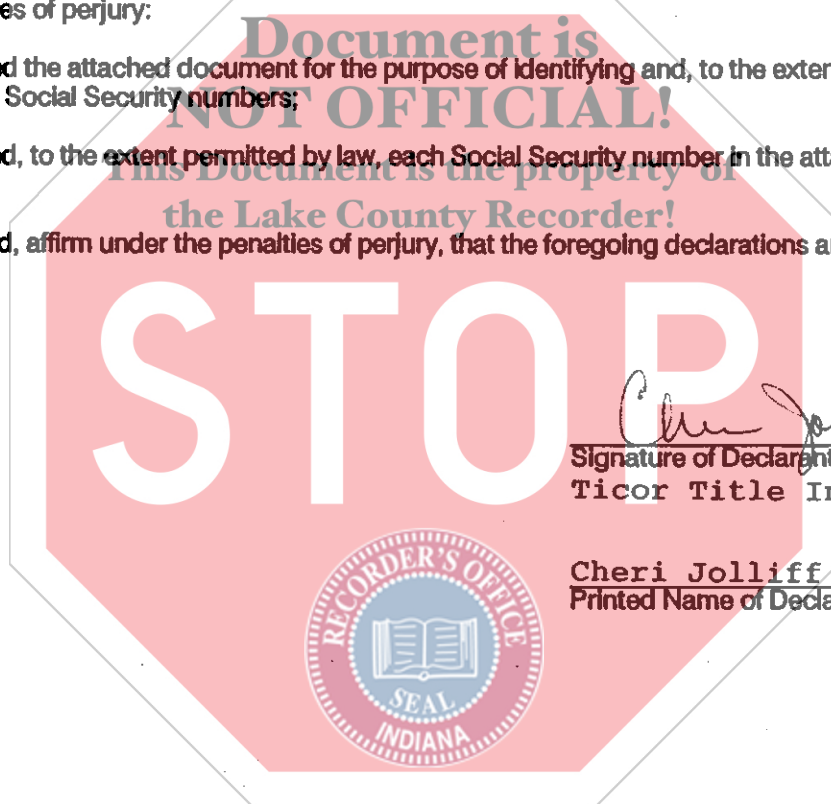 es of perjury:
Document is
d the attached document for the purpose of identifying and, to the exten
Social Security numbers;
NOT OFFICIAL!
d, to the extent permitted by law, each Social Security number in the atta
This Document is the property of
the Lake County Recorder!
d, affirm under the penalties of perjury, that the foregoing declarations a
STOP
Signature of Declarant
Ticor Title In
Cheri Jolliff
Printed Name of Decla
RECORDER'S OFFICE
SEAL
INDIANA